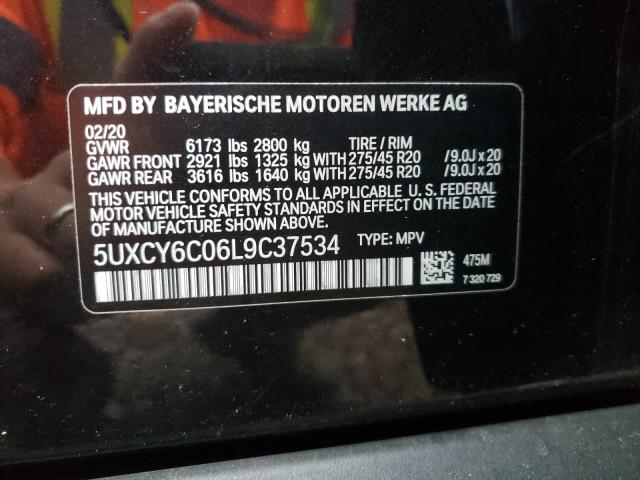 MFD BY BAYERISCHE MOTOREN WERKE AG
02/20
GVWR 6173 lbs 2800 kg TIRE / RIM
GAWR FRONT 2921 lbs 1325 kg WITH 275/45 R20 /9.0J x 20
GAWR REAR 3616 lbs 1640 kg WITH 275/45 R20 /9.0J x 20
THIS VEHICLE CONFORMS TO ALL APPLICABLE U. S. FEDERAL
MOTOR VEHICLE SAFETY STANDARDS IN EFFECT ON THE DATE
OF MANUFACTURE SHOWN ABOVE.
5UXCY6C06L9C37534 TYPE: MPV
475M
7 320 729